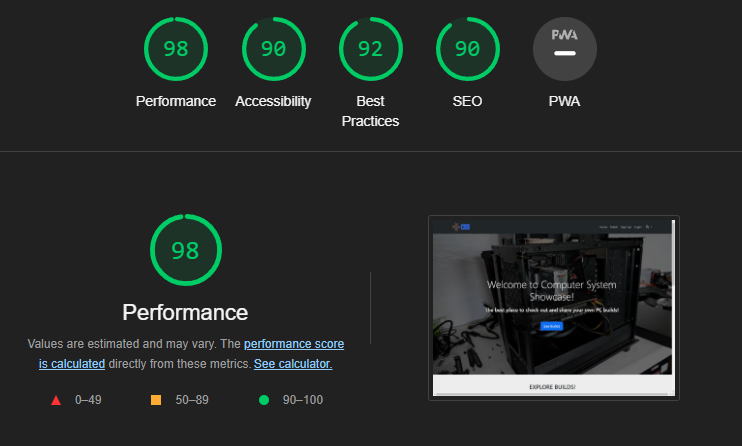 98 90 92 90 PWA
Performance Accessibility Best SEO PWA
Practices
98
Performance
Values are estimated and may vary. The performance score
is calculated directly from these metrics. See calculator.
0–49 50–89 90–100
Welcome to Computer System
Showcase!
the best place to check out and share your own PC builds!
EXPLORE BUILDS!